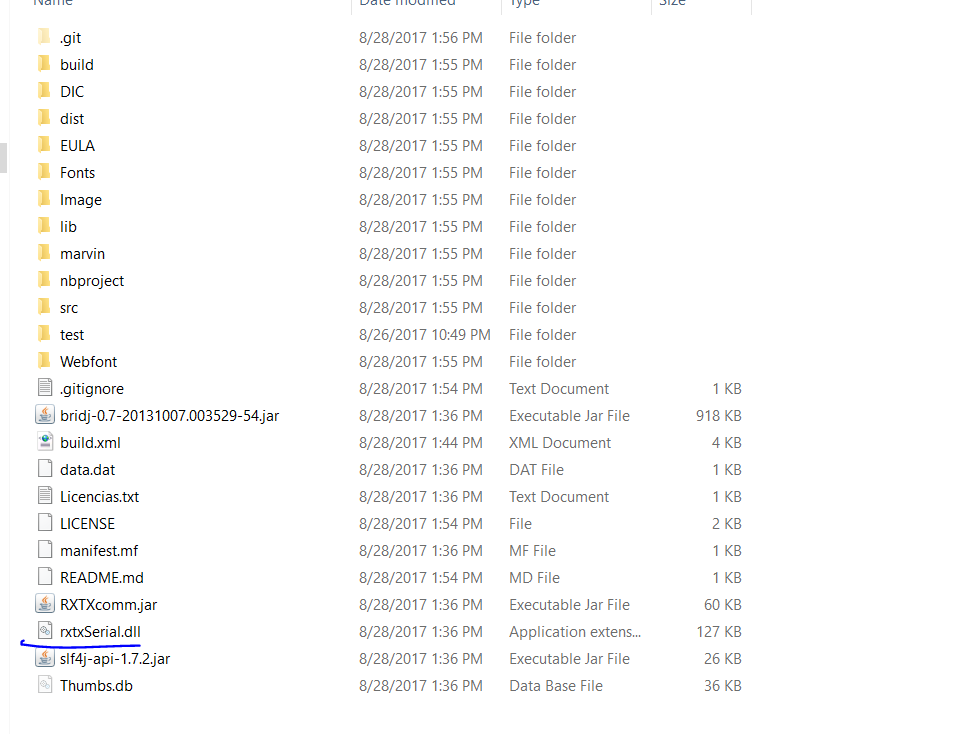 Name Date modified Type Size
.git 8/28/2017 1:56 PM File folder
build 8/28/2017 1:55 PM File folder
DIC 8/28/2017 1:55 PM File folder
dist 8/28/2017 1:55 PM File folder
EULA 8/28/2017 1:55 PM File folder
Fonts 8/28/2017 1:55 PM File folder
Image 8/28/2017 1:55 PM File folder
lib 8/28/2017 1:55 PM File folder
marvin 8/28/2017 1:55 PM File folder
nbproject 8/28/2017 1:55 PM File folder
src 8/28/2017 1:55 PM File folder
test 8/26/2017 10:49 PM File folder
Webfont 8/28/2017 1:55 PM File folder
.gitignore 8/28/2017 1:54 PM Text Document 1 KB
bridj-0.7-20131007.003529-54.jar 8/28/2017 1:36 PM Executable Jar File 918 KB
build.xml 8/28/2017 1:44 PM XML Document 4 KB
data.dat 8/28/2017 1:36 PM DAT File 1 KB
Licencias.txt 8/28/2017 1:36 PM Text Document 1 KB
LICENSE 8/28/2017 1:54 PM File 2 KB
manifest.mf 8/28/2017 1:36 PM MF File 1 KB
README.md 8/28/2017 1:54 PM MD File 1 KB
RXTXcomm.jar 8/28/2017 1:36 PM Executable Jar File 60 KB
rxtxSerial.dll 8/28/2017 1:36 PM Application extens... 127 KB
slf4j-api-1.7.2.jar 8/28/2017 1:36 PM Executable Jar File 26 KB
Thumbs.db 8/28/2017 1:36 PM Data Base File 36 KB